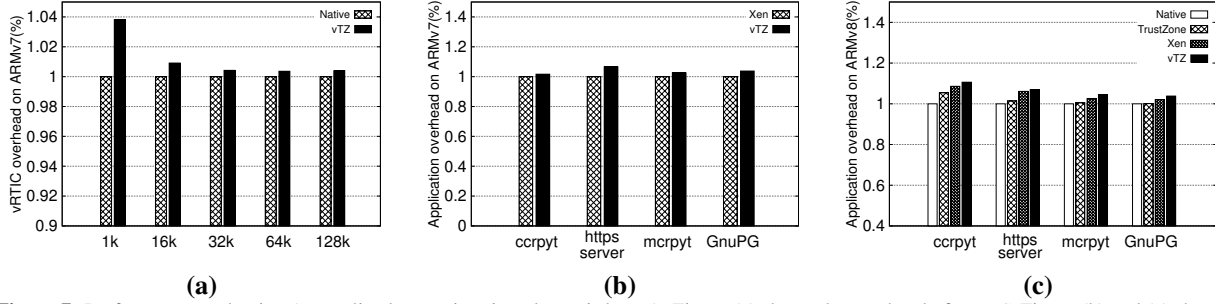 vRTIC overhead on ARMv7(%)
1.04
1.02
1
0.98
0.96
0.94
0.92
0.9
Native
vTZ
1k 16k 32k 64k 128k
(a)
Application overhead on ARMv7(%)
1.4
1.2
1
0.8
0.6
0.4
0.2
0
Xen
vTZ
ccrpyt https server mcrpyt GnuPG
(b)
Application overhead on ARMv8(%)
1.4
1.2
1
0.8
0.6
0.4
Native
TrustZone
Xen
vTZ
ccrpyt https server mcrpyt GnuPG
(c)